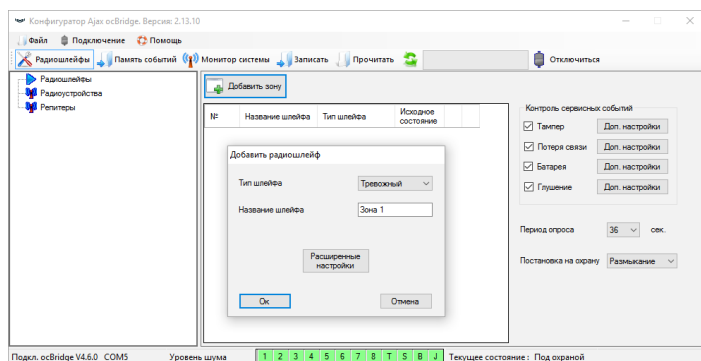 Конфигуратор Ajax ocBridge. Версия: 2.13.10
Файл Подключение Помощь
Радиошлейфы Память событий Монитор системы Записать Прочитать Отключиться
Радиошлейфы
Радиоустройства
Репитеры
Добавить зону
№ Название шлейфа Тип шлейфа Исходное состояние
Добавить радиошлейф
Тип шлейфа Тревожный
Название шлейфа Зона 1
Расширенные
настройки
Ок Отмена
Контроль сервисных событий
Тампер Доп. настройки
Потеря связи Доп. настройки
Батарея Доп. настройки
Глушение Доп. настройки
Период опроса 36 сек.
Постановка на охрану Размыкание
Подкл. ocBridge V4.6.0 COM5 Уровень шума 1 2 3 4 5 6 7 8 T S B J Текущее состояние : Под охраной